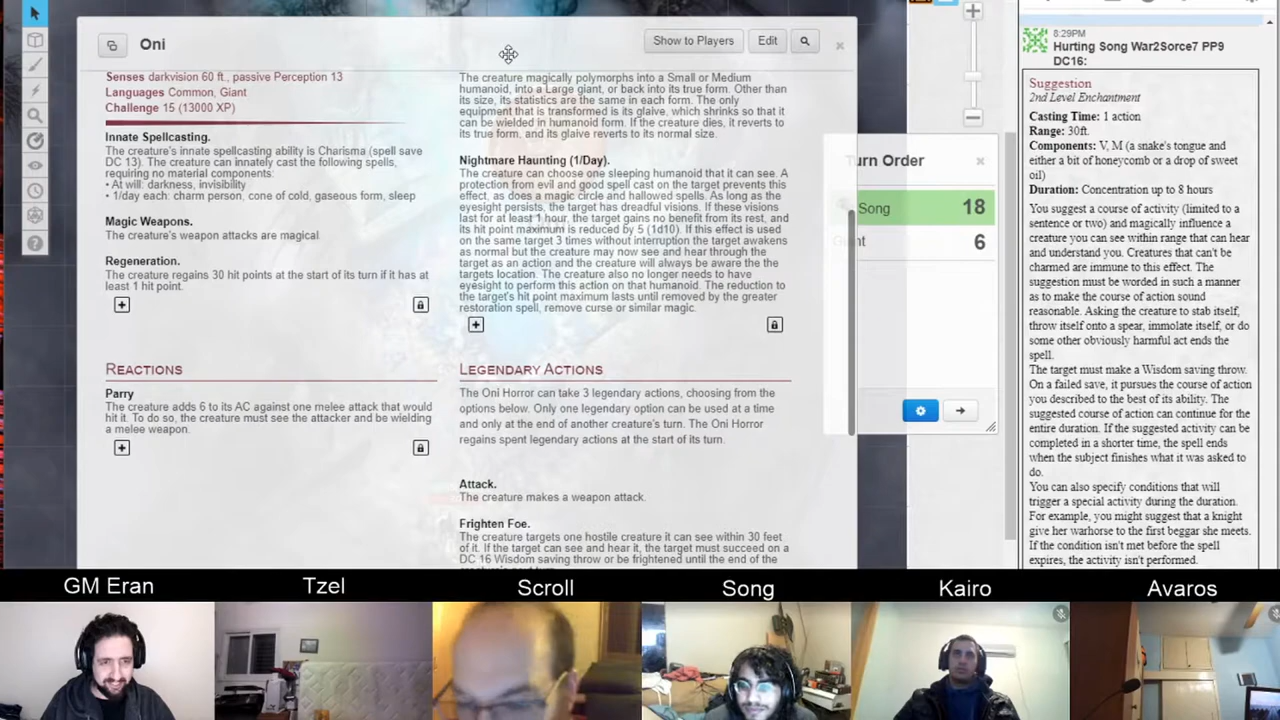 Oni
Show to Players
Edit
Senses darkvision 60 ft., passive Perception 13
Languages Common, Giant
Challenge 15 (13000 XP)
Innate Spellcasting.
The creature's innate spellcasting ability is Charisma (spell save
DC 13). The creature can innately cast the following spells,
requiring no material components:
• At will: darkness, invisibility
• 1/day each: charm person, cone of cold, gaseous form, sleep
Magic Weapons.
The creature's weapon attacks are magical
Regeneration.
The creature regains 30 hit points at the start of its turn if it has at
least 1 hit point.
REACTIONS
Parry
The creature adds 6 to its AC against one melee attack that would
hit it. To do so, the creature must see the attacker and be wielding
a melee weapon.
The creature magically polymorphs into a Small or Medium
humanoid, into a Large giant, or back into its true form. Other than
its size, its statistics are the same in each form. The only
equipment that is transformed is its glaive, which shrinks so that it
can be wielded in humanoid form. If the creature dies, it reverts to
its true form, and its glaive reverts to its normal size.
Nightmare Haunting (1/Day).
The creature can choose one sleeping humanoid that it can see. A
protection from evil and good spell cast on the target prevents this
effect, as does a magic circle and hallowed spells. As long as the
eyesight persists, the target has dreadful visions. If these visions
last for at least 1 hour, the target gains no benefit from its rest, and
its hit point maximum is reduced by 5 (1d10). If this effect is used
on the same target 3 times without interruption the target awakens
as normal but the creature may now see and hear through the
target as an action and the creature will always be aware the the
targets location. The creature also no longer needs to have
eyesight to perform this action on that humanoid. The reduction to
the target's hit point maximum lasts until removed by the greater
restoration spell, remove curse or similar magic.
LEGENDARY ACTIONS
The Oni Horror can take 3 legendary actions, choosing from the
options below. Only one legendary option can be used at a time
and only at the end of another creature's turn. The Oni Horror
regains spent legendary actions at the start of its turn.
Attack.
The creature makes a weapon attack.
Frighten Foe.
The creature targets one hostile creature it can see within 30 feet
of it. If the target can see and hear it, the target must succeed on a
DC 16 Wisdom saving throw or be frightened until the end of the
Turn Order
Song 18
6
8:29PM
Hurting Song War2Sorce7 PP9
DC16:
Suggestion
2nd Level Enchantment
Casting Time: 1 action
Range: 30ft.
Components: V, M (a snake's tongue and
either a bit of honeycomb or a drop of sweet
oil)
Duration: Concentration up to 8 hours
You suggest a course of activity (limited to a
sentence or two) and magically influence a
creature you can see within range that can hear
and understand you. Creatures that can't be
charmed are immune to this effect. The
suggestion must be worded in such a manner
as to make the course of action sound
reasonable. Asking the creature to stab itself,
throw itself onto a spear, immolate itself, or do
some other obviously harmful act ends the
spell.
The target must make a Wisdom saving throw.
On a failed save, it pursues the course of action
you described to the best of its ability. The
suggested course of action can continue for the
entire duration. If the suggested activity can be
completed in a shorter time, the spell ends
when the subject finishes what it was asked to
do.
You can also specify conditions that will
trigger a special activity during the duration.
For example, you might suggest that a knight
give her warhorse to the first beggar she meets.
If the condition isn't met before the spell
expires, the activity isn't performed.
GM Eran
Tzel
Scroll
Song
Kairo
Avaros